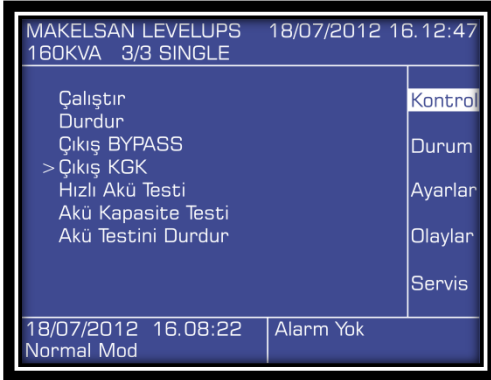 MAKELSAN LEVELUPS 18/07/2012 16.12:47
160KVA 3/3 SINGLE
Çalıştır
Durdur
Çıkış BYPASS
>Çıkış KGK
Hızlı Akü Testi
Akü Kapasite Testi
Akü Testini Durdur
Kontrol
Durum
Ayarlar
Olaylar
Servis
18/07/2012 16.08:22
Normal Mod
Alarm Yok